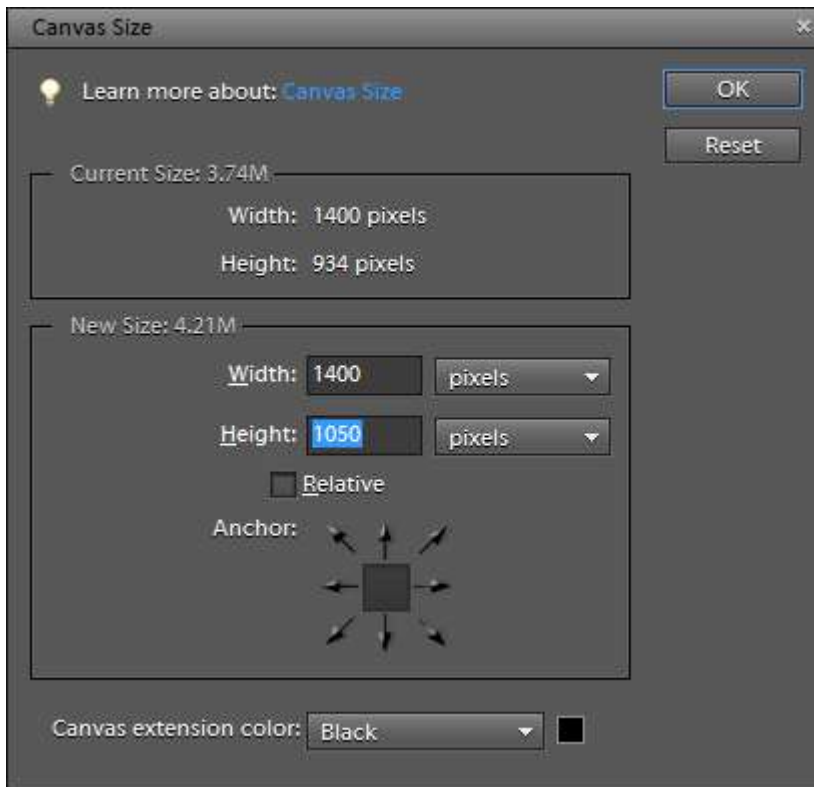 Canvas Size
Learn more about: Canvas Size
OK
Reset
Current Size: 3.74M
Width: 1400 pixels
Height: 934 pixels
New Size: 4.21M
Width: 1400 pixels
Height: 1050 pixels
Relative
Anchor:
Canvas extension color: Black